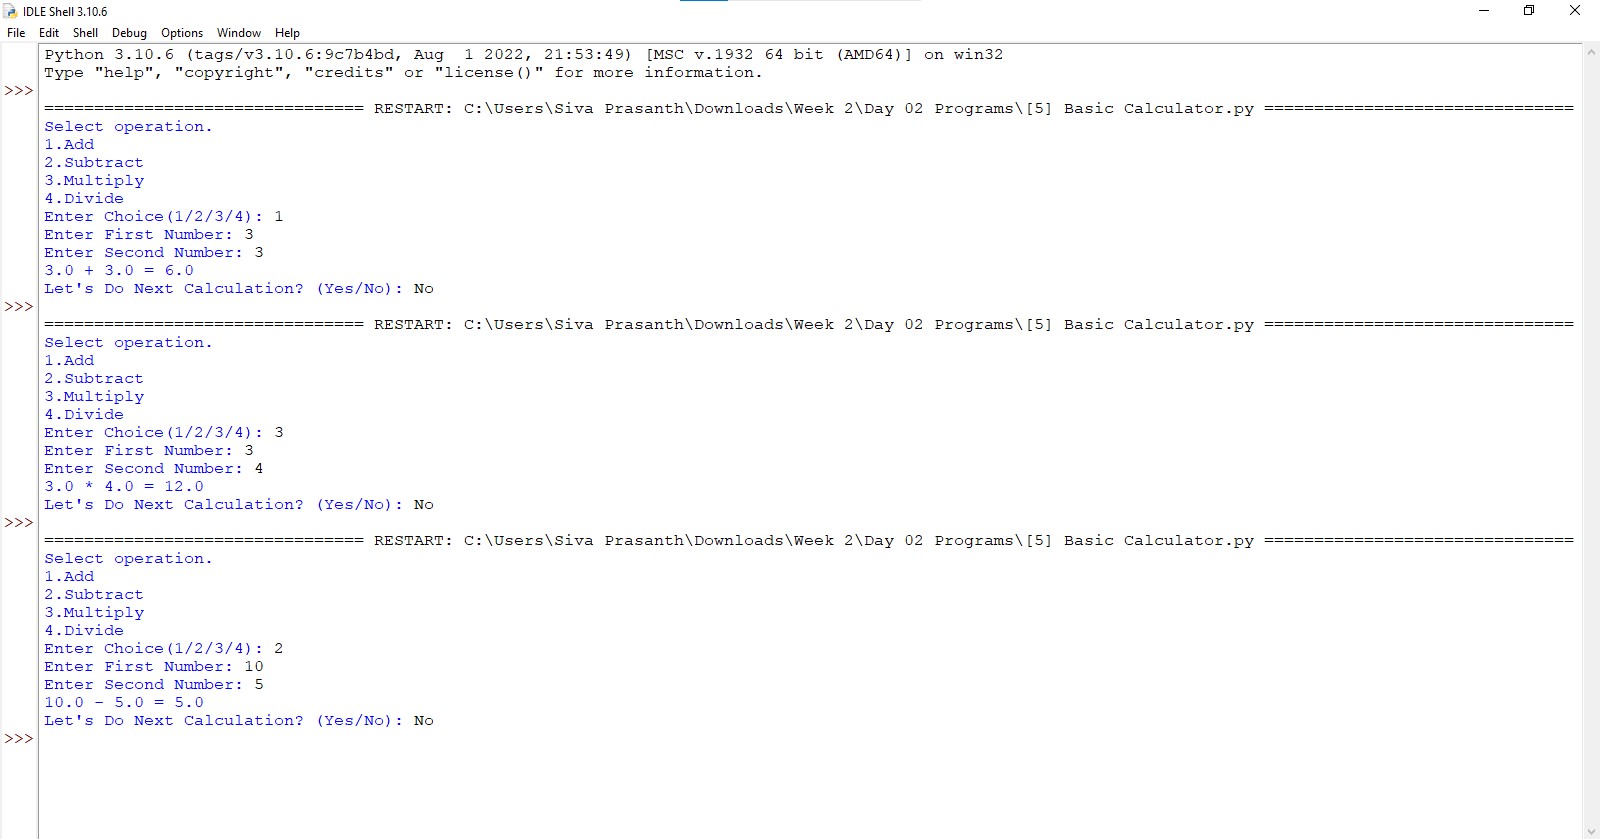 IDLE Shell 3.10.6
File Edit Shell Debug Options Window Help
Python 3.10.6 (tags/v3.10.6:9c7b4bd, Aug  1 2022, 21:53:49) [MSC v.1932 64 bit (AMD64)] on win32
Type "help", "copyright", "credits" or "license()" for more information.
>>>
================================ RESTART: C:\Users\Siva Prasanth\Downloads\Week 2\Day 02 Programs\[5] Basic Calculator.py ===============================
Select operation.
1.Add
2.Subtract
3.Multiply
4.Divide
Enter Choice(1/2/3/4): 1
Enter First Number: 3
Enter Second Number: 3
3.0 + 3.0 = 6.0
Let's Do Next Calculation? (Yes/No): No
>>>
================================ RESTART: C:\Users\Siva Prasanth\Downloads\Week 2\Day 02 Programs\[5] Basic Calculator.py ===============================
Select operation.
1.Add
2.Subtract
3.Multiply
4.Divide
Enter Choice(1/2/3/4): 3
Enter First Number: 3
Enter Second Number: 4
3.0 * 4.0 = 12.0
Let's Do Next Calculation? (Yes/No): No
>>>
================================ RESTART: C:\Users\Siva Prasanth\Downloads\Week 2\Day 02 Programs\[5] Basic Calculator.py ===============================
Select operation.
1.Add
2.Subtract
3.Multiply
4.Divide
Enter Choice(1/2/3/4): 2
Enter First Number: 10
Enter Second Number: 5
10.0 - 5.0 = 5.0
Let's Do Next Calculation? (Yes/No): No
>>>